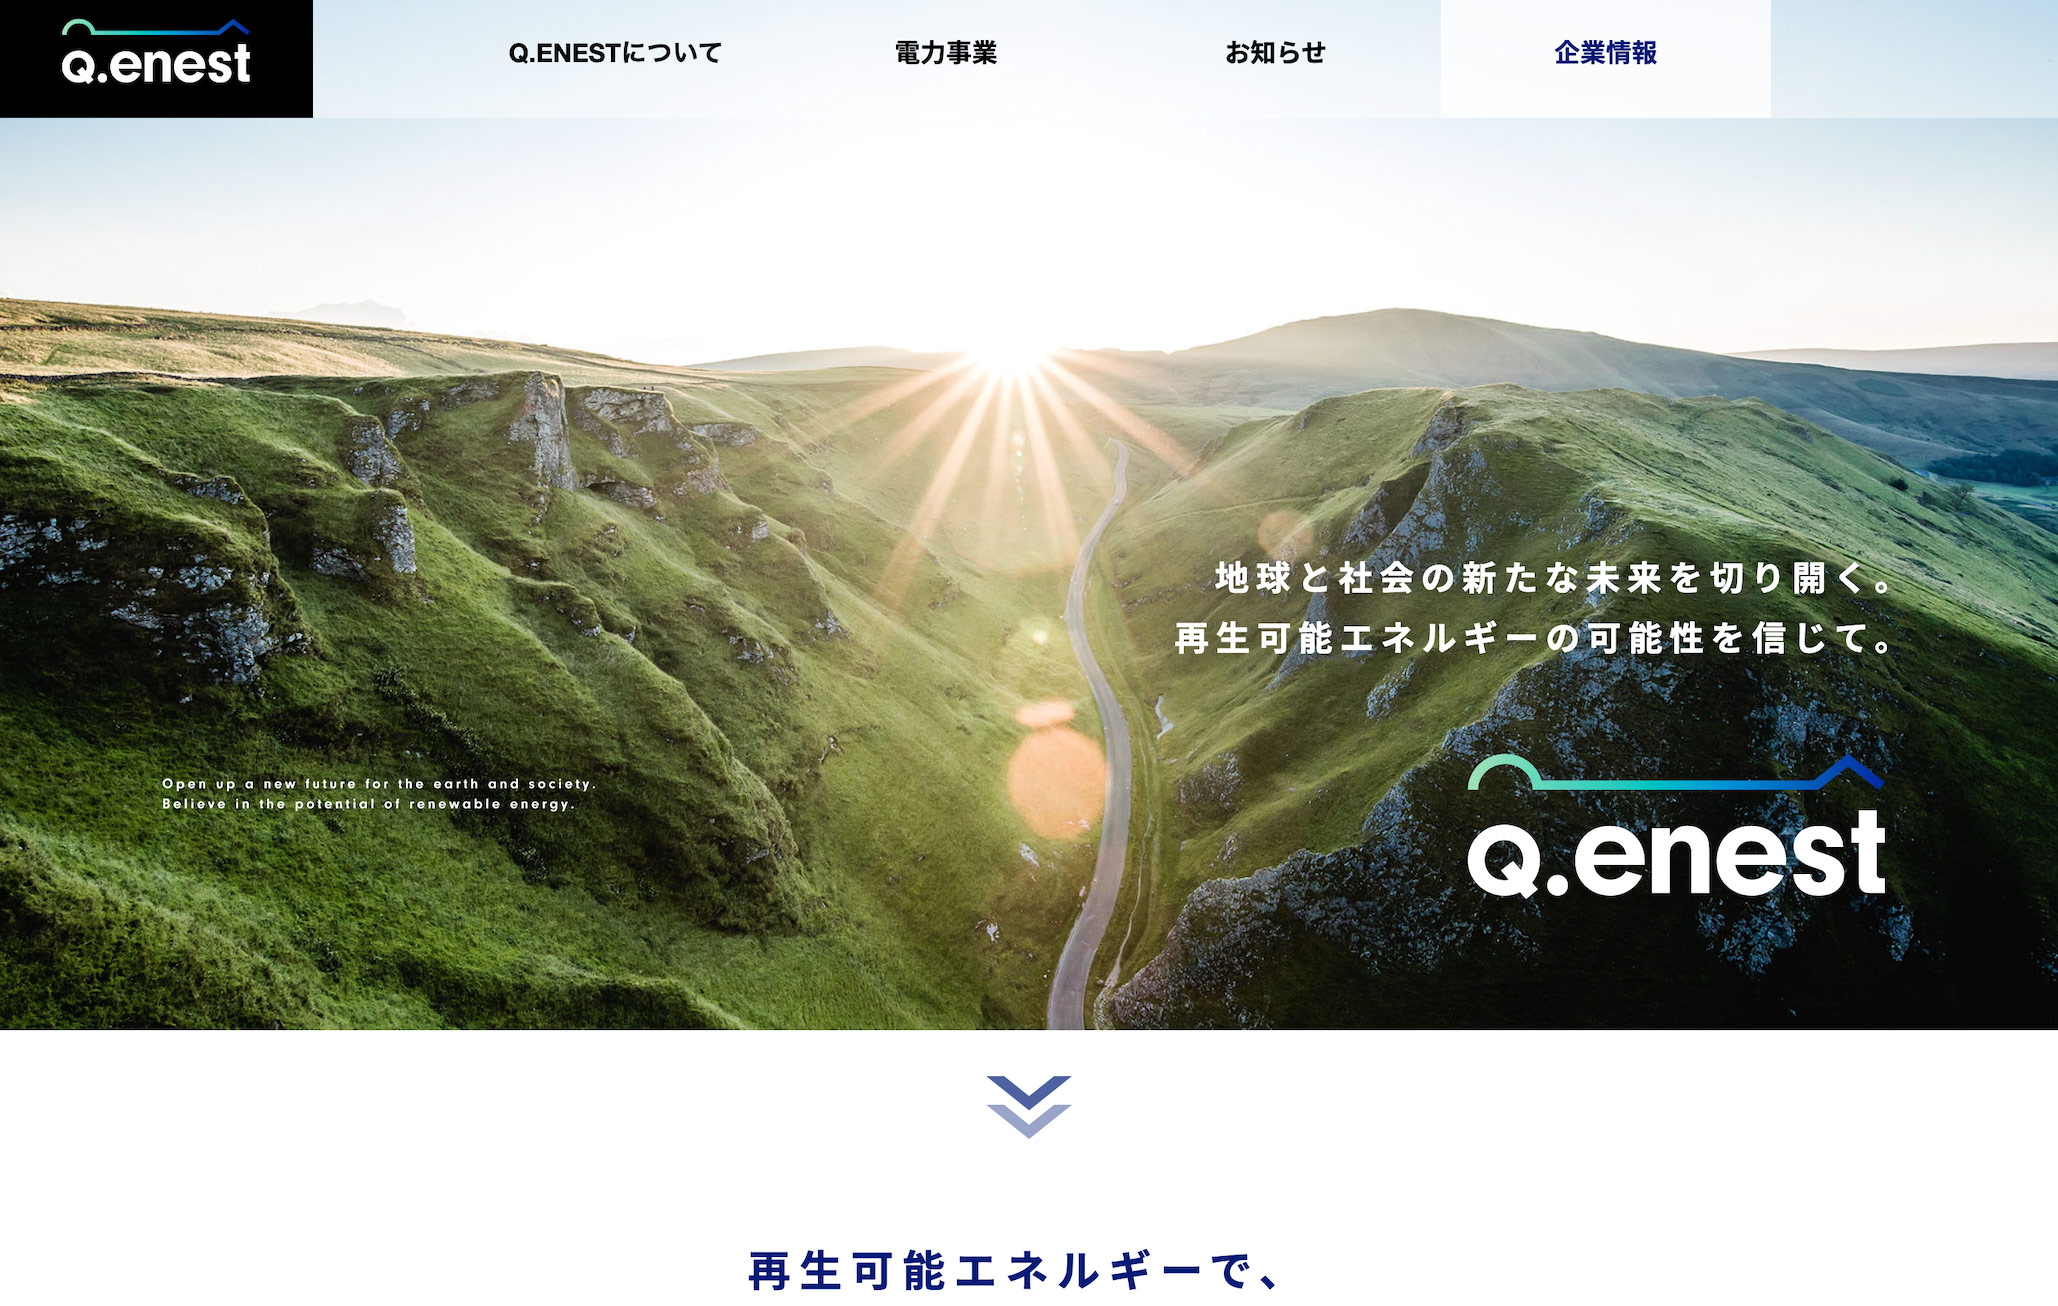 Q.enest
Q.ENESTについて
電力事業
お知らせ
企業情報
地球と社会の新たな未来を切り開く。
再生可能エネルギーの可能性を信じて。
Open up a new future for the earth and society.
Believe in the potential of renewable energy.
Q.enest
再生可能エネルギーで、